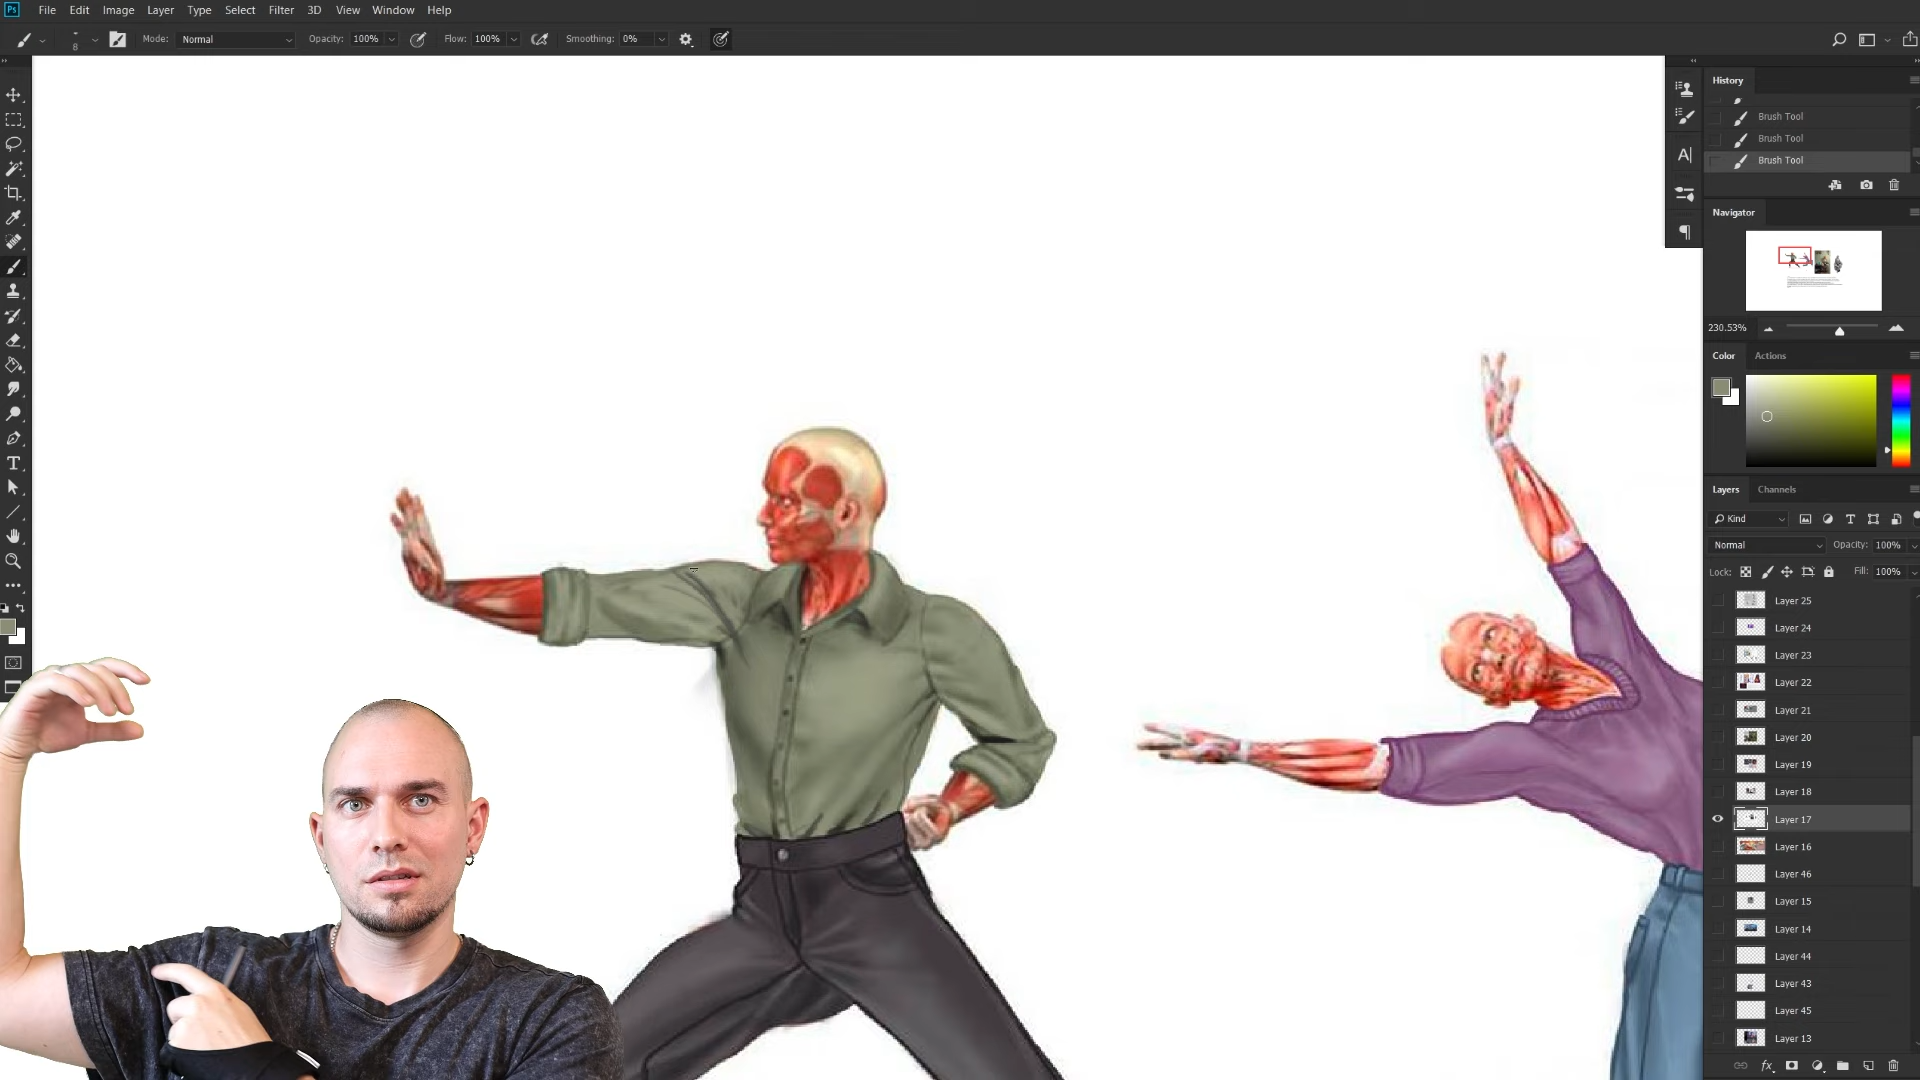 Ps File Edit Image Layer Type Select Filter 3D View Window Help
8 Mode: Normal Opacity: 100% Flow: 100% Smoothing: 0%
History
Brush Tool
Brush Tool
Brush Tool
Navigator
230.53%
Color Actions
Layers Channels
Kind
Normal Opacity: 100%
Lock: Fill: 100%
Layer 25
Layer 24
Layer 23
Layer 22
Layer 21
Layer 20
Layer 19
Layer 18
Layer 17
Layer 16
Layer 46
Layer 15
Layer 14
Layer 44
Layer 43
Layer 45
Layer 13
fx